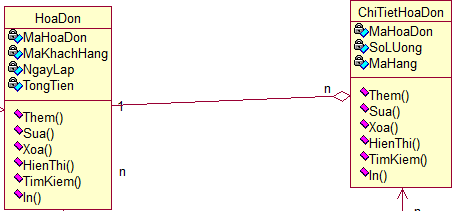 HoaDon
MaHoaDon
MaKhachHang
NgayLap
TongTien
Them()
Sua()
Xoa()
HienThi()
TimKiem()
In()
1
n
n
ChiTietHoaDon
MaHoaDon
SoLUong
MaHang
Them()
Sua()
Xoa()
HienThi()
TimKiem()
In()